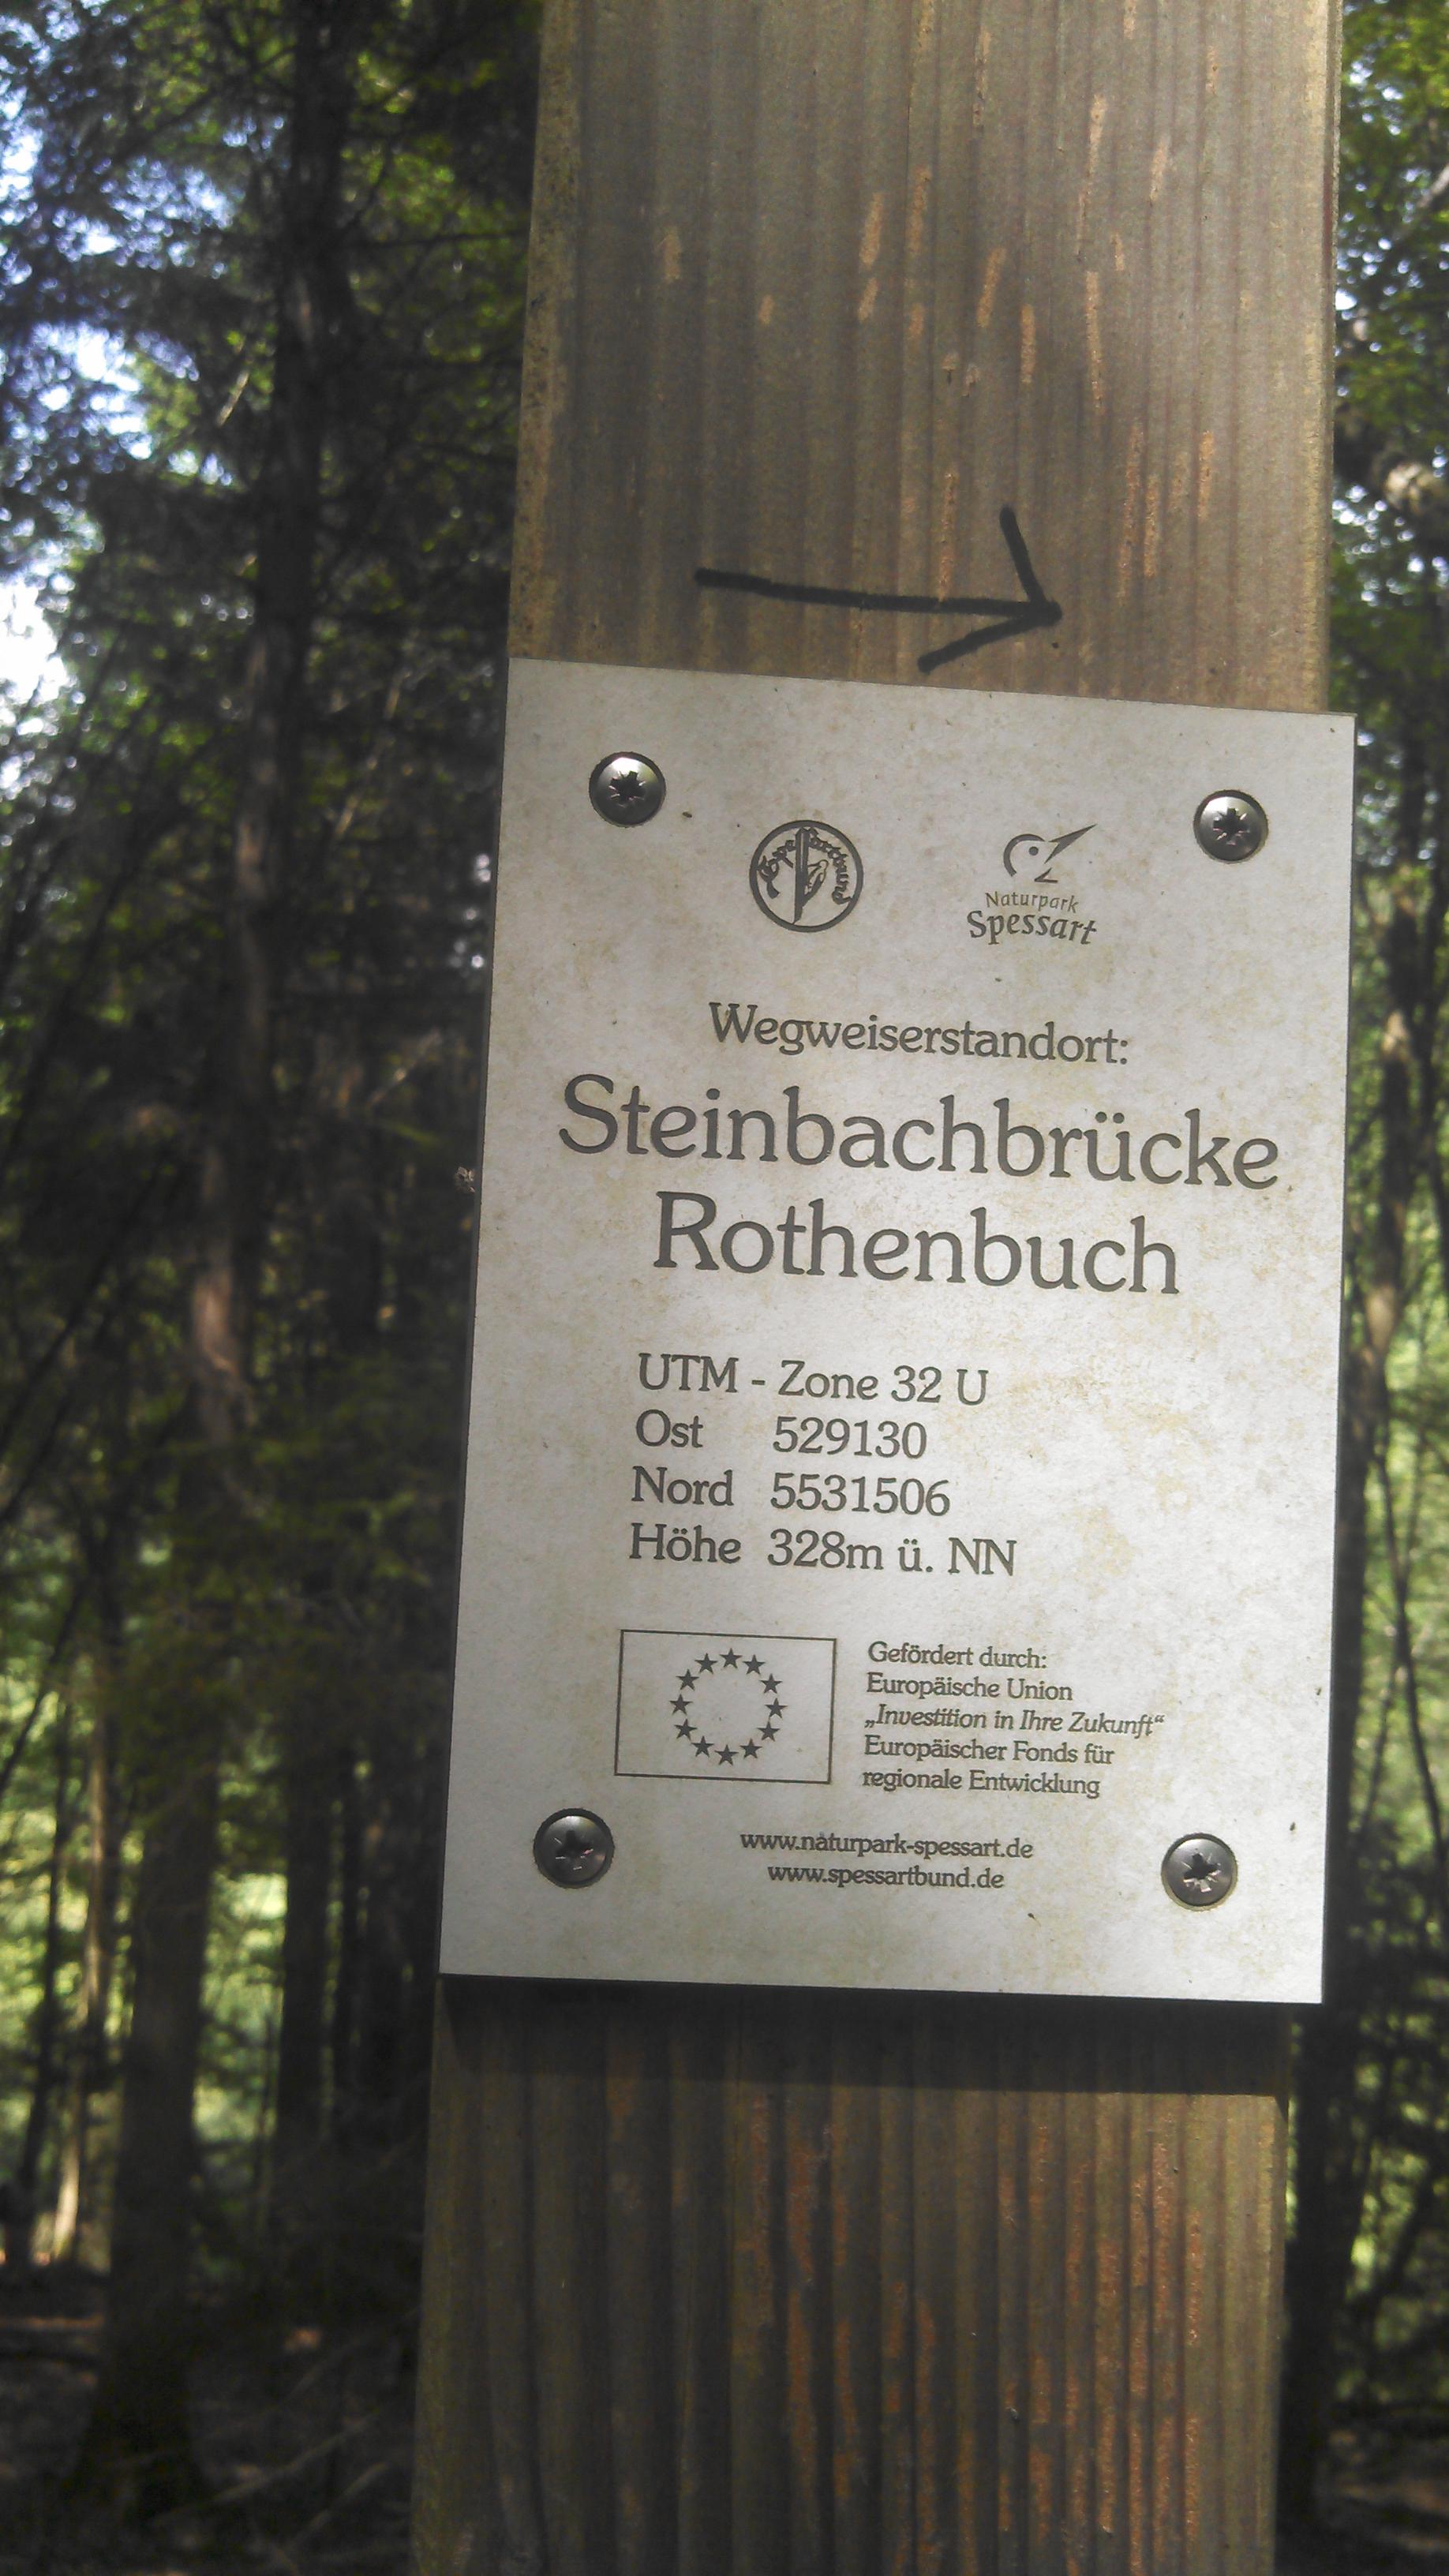 Spessartbund
Naturpark
Spessart
Wegweiserstandort:
Steinbachbrücke
Rothenbuch
UTM - Zone 32 U
Ost 529130
Nord 5531506
Höhe 328m ü. NN
Gefördert durch:
Europäische Union
„Investition in Ihre Zukunft“
Europäischer Fonds für
regionale Entwicklung
www.naturpark-spessart.de
www.spessartbund.de